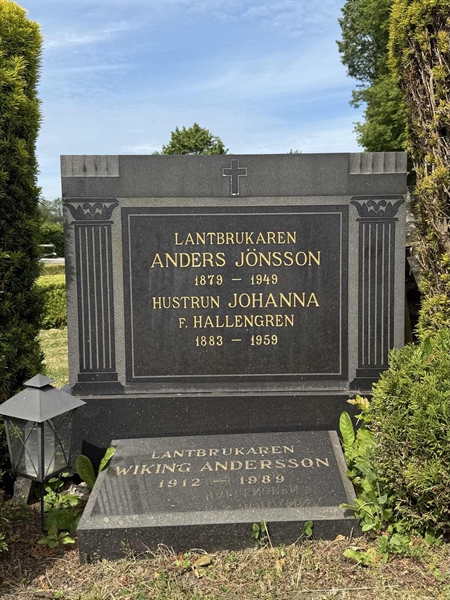 LANTBRUKAREN
ANDERS JÖNSSON
1879 – 1949
HUSTRUN JOHANNA
F. HALLENGREN
1883 – 1959
LANTBRUKAREN
WIKING ANDERSSON
1912 – 1989